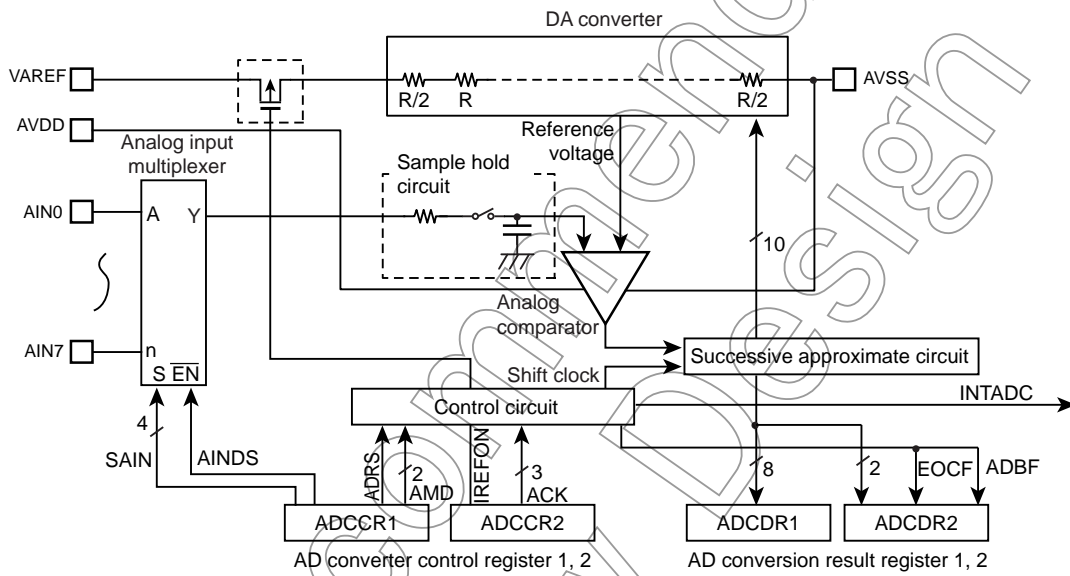 DA converter
VAREF
AVSS
R/2
R
R/2
AVDD
Reference
voltage
Analog input
multiplexer
Sample hold
circuit
AIN0
A
Y
10
Analog
comparator
AIN7
n
S EN
Successive approximate circuit
Shift clock
INTADC
Control circuit
4
SAIN
AINDS
ADRS
2
AMD
IREFON
3
ACK
8
2
EOCF
ADBF
ADCCR1
ADCCR2
ADCDR1
ADCDR2
AD converter control register 1, 2
AD conversion result register 1, 2